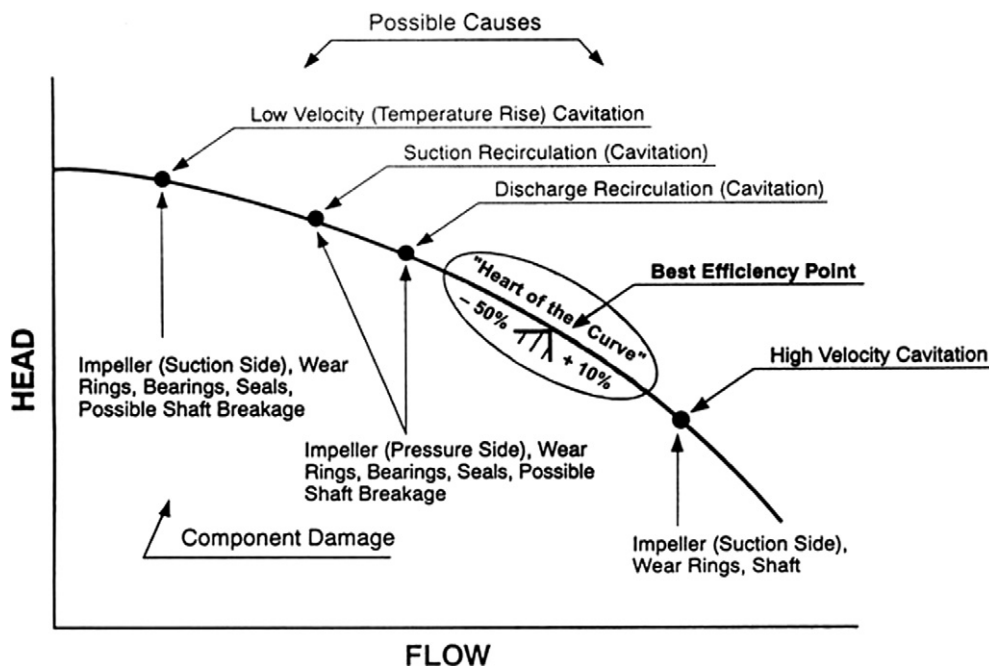 Possible Causes
Low Velocity (Temperature Rise) Cavitation
Suction Recirculation (Cavitation)
Discharge Recirculation (Cavitation)
"Heart of the Curve"
Best Efficiency Point
– 50%
+ 10%
High Velocity Cavitation
HEAD
Impeller (Suction Side), Wear
Rings, Bearings, Seals,
Possible Shaft Breakage
Impeller (Pressure Side), Wear
Rings, Bearings, Seals, Possible
Shaft Breakage
Component Damage
Impeller (Suction Side),
Wear Rings, Shaft
FLOW